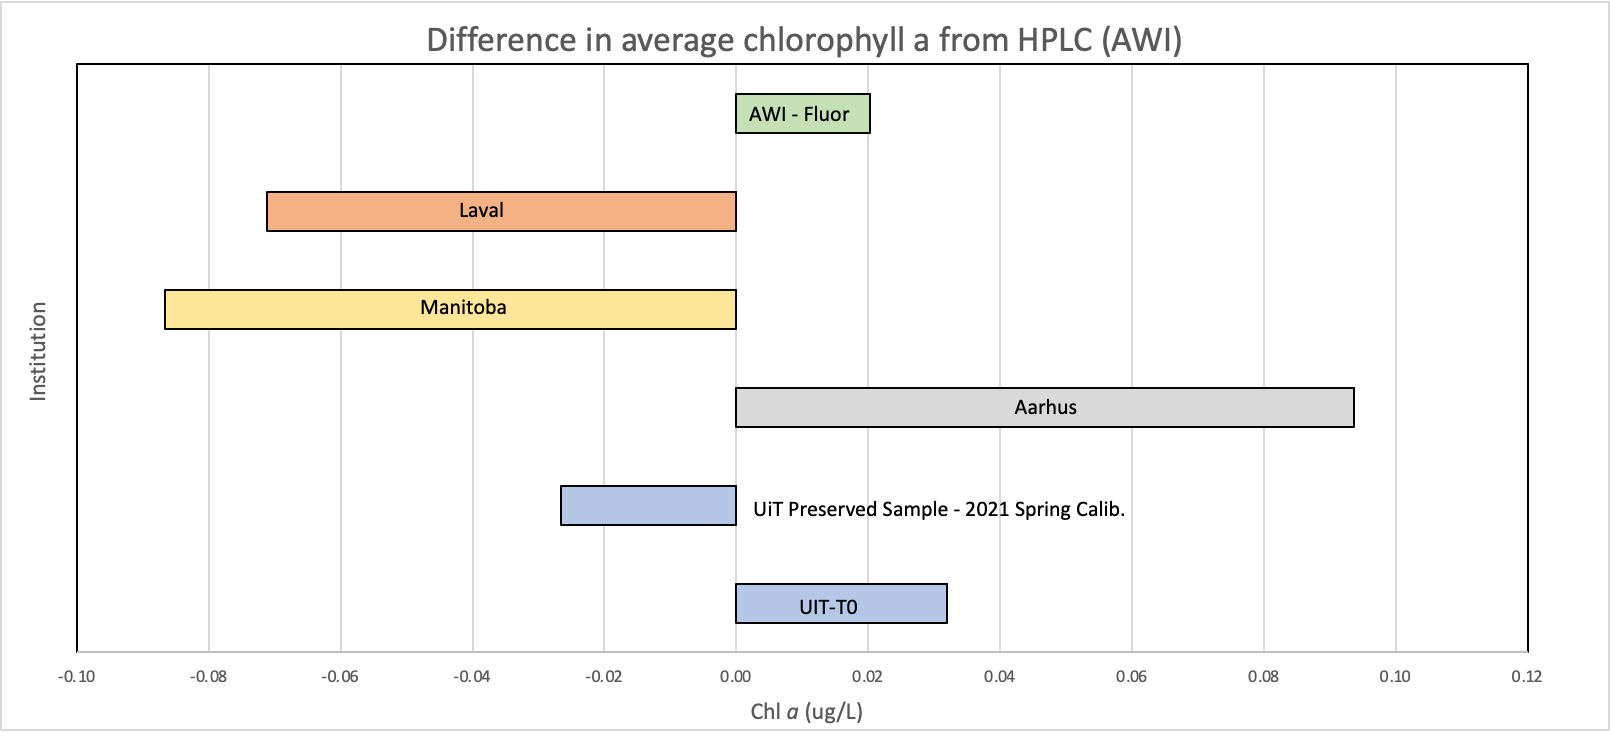 Difference in average chlorophyll a from HPLC (AWI)
AWI - Fluor
Laval
Manitoba
Institution
Aarhus
UiT Preserved Sample - 2021 Spring Calib.
UIT-T0
-0.10 -0.08 -0.06 -0.04 -0.02 0.00 0.02 0.04 0.06 0.08 0.10 0.12
Chl a (ug/L)